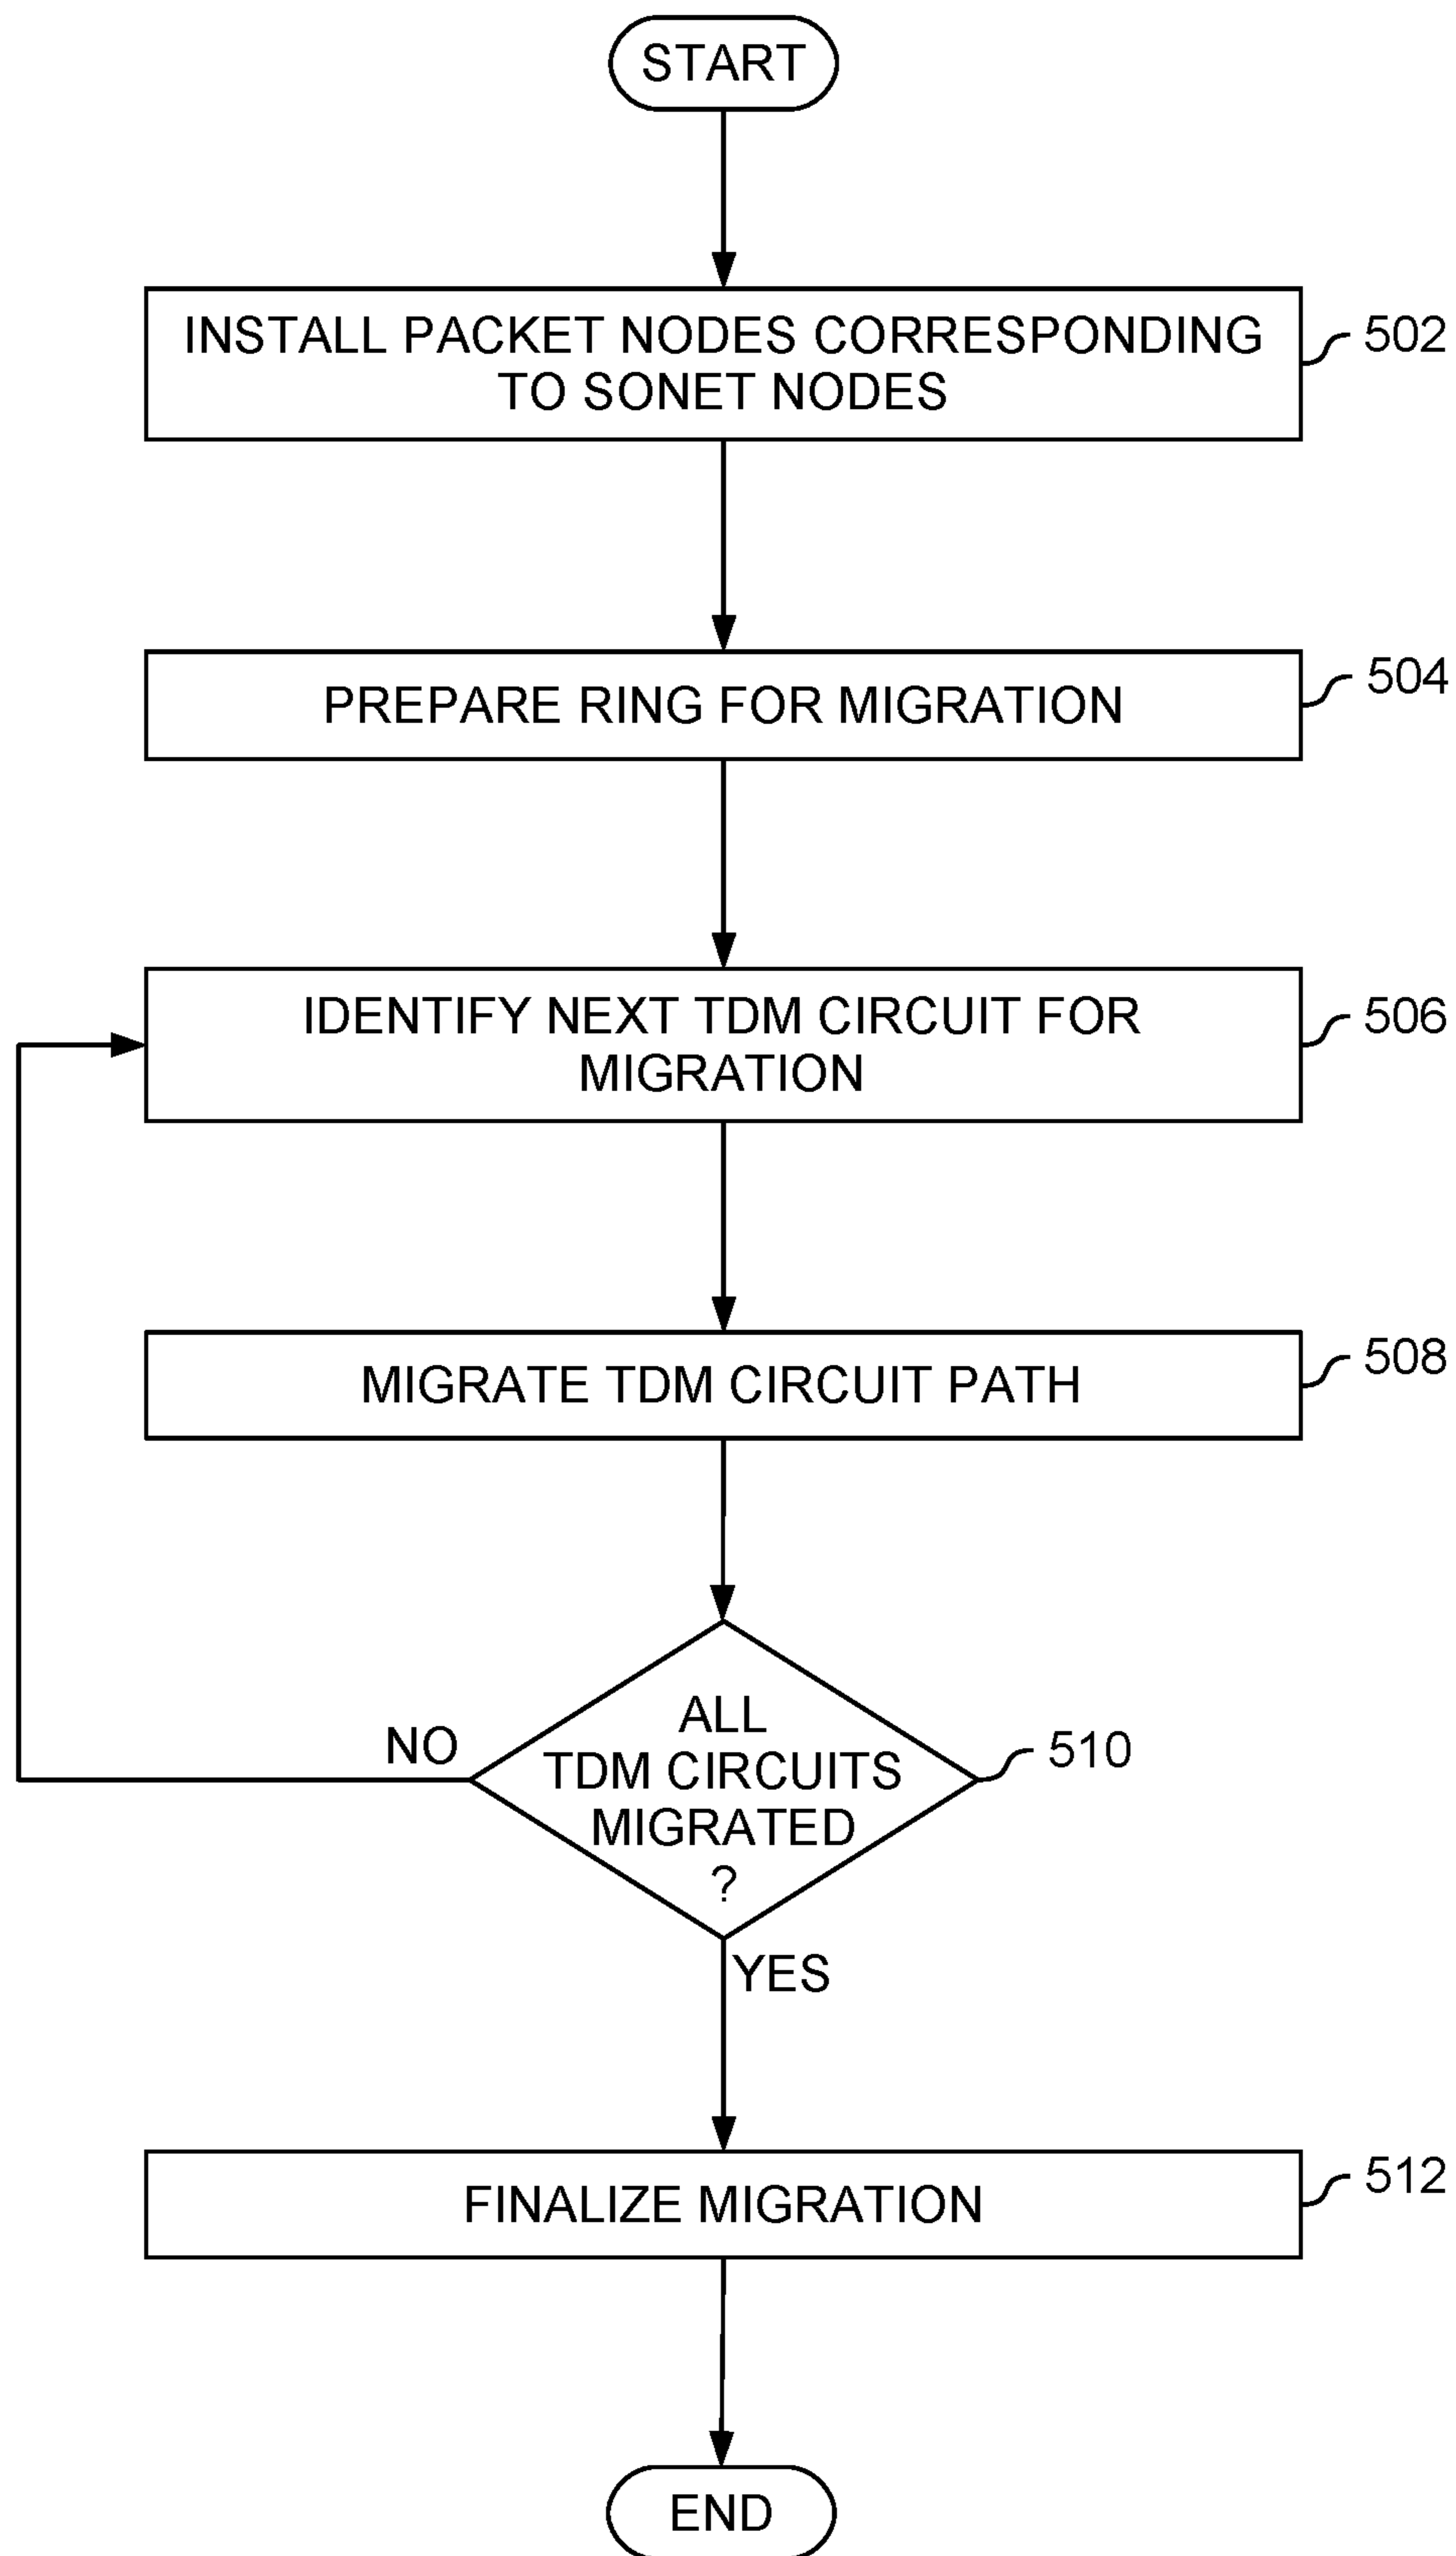 START
INSTALL PACKET NODES CORRESPONDING
TO SONET NODES
502
PREPARE RING FOR MIGRATION
504
IDENTIFY NEXT TDM CIRCUIT FOR
MIGRATION
506
MIGRATE TDM CIRCUIT PATH
508
ALL
TDM CIRCUITS
MIGRATED
?
510
NO
YES
FINALIZE MIGRATION
512
END